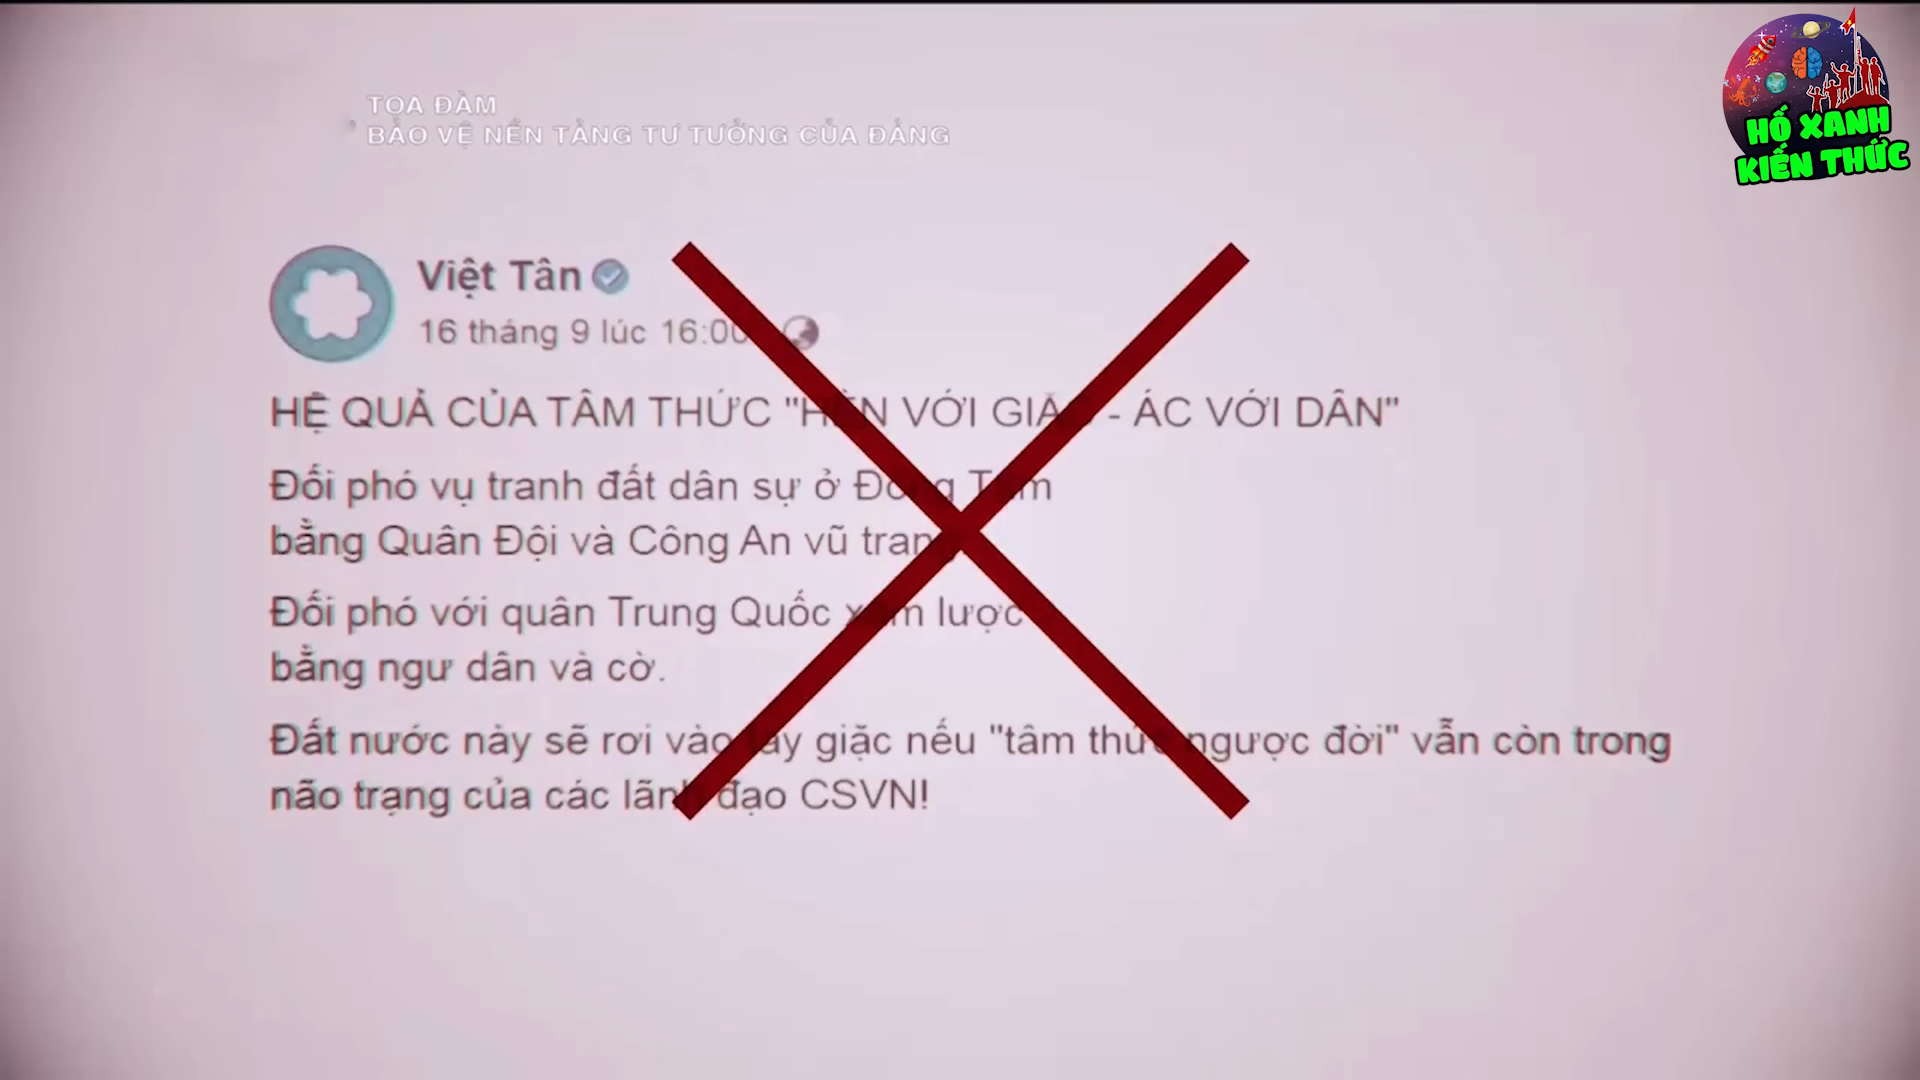 TỌA ĐÀM
BẢO VỆ NỀN TẢNG TƯ TƯỞNG CỦA ĐẢNG
HỐ XANH
KIẾN THỨC
Việt Tân
16 tháng 9 lúc 16:00
HỆ QUẢ CỦA TÂM THỨC "HÈN VỚI GIẶC - ÁC VỚI DÂN"
Đối phó vụ tranh đất dân sự ở Đồng Tâm
bằng Quân Đội và Công An vũ trang
Đối phó với quân Trung Quốc xâm lược
bằng ngư dân và cờ.
Đất nước này sẽ rơi vào tay giặc nếu "tâm thức ngược đời" vẫn còn trong
não trạng của các lãnh đạo CSVN!